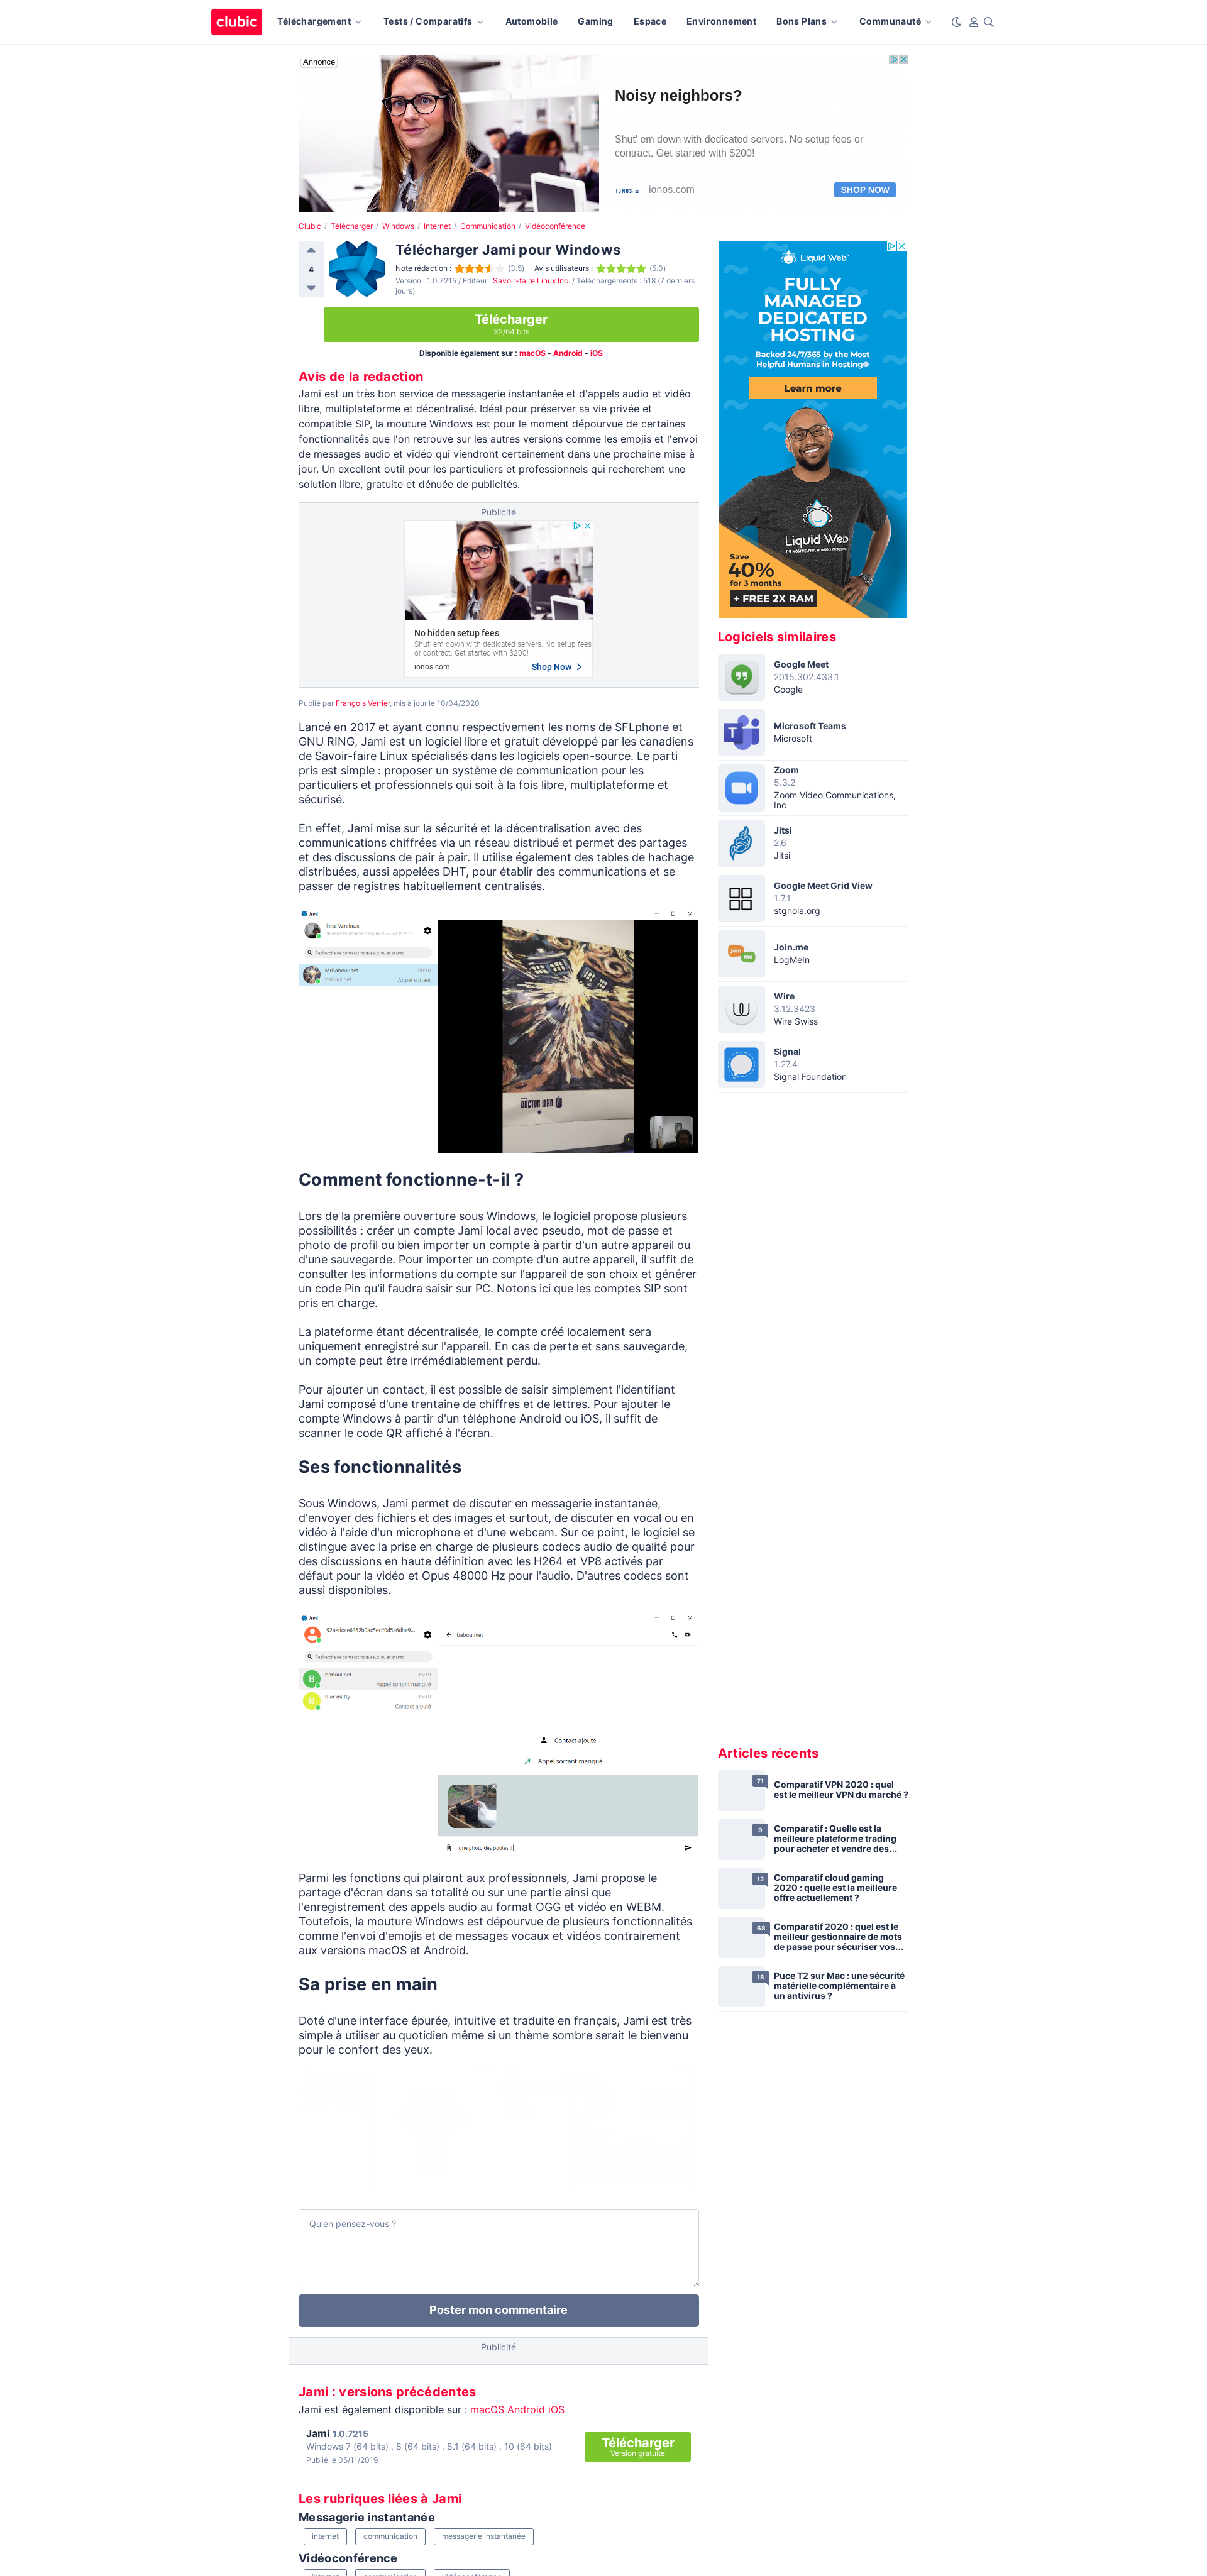 clubic
Téléchargement
Tests / Comparatifs
Automobile
Gaming
Espace
Environnement
Bons Plans
Communauté
Annonce
Noisy neighbors?
Shut' em down with dedicated servers. No setup fees or
contract. Get started with $200!
IONOS
ionos.com
SHOP NOW
Clubic / Télécharger / Windows / Internet / Communication / Vidéoconférence
4
Télécharger Jami pour Windows
Note rédaction : (3.5) Avis utilisateurs : (5.0)
Version : 1.0.7215 / Editeur : Savoir-faire Linux Inc. / Téléchargements : 518 (7 derniers
jours)
Télécharger
32/64 bits
Disponible également sur : macOS - Android - iOS
Avis de la redaction
Jami est un très bon service de messagerie instantanée et d'appels audio et vidéo
libre, multiplateforme et décentralisé. Idéal pour préserver sa vie privée et
compatible SIP, la mouture Windows est pour le moment dépourvue de certaines
fonctionnalités que l'on retrouve sur les autres versions comme les emojis et l'envoi
de messages audio et vidéo qui viendront certainement dans une prochaine mise à
jour. Un excellent outil pour les particuliers et professionnels qui recherchent une
solution libre, gratuite et dénuée de publicités.
Publicité
No hidden setup fees
Shut' em down with dedicated servers. No setup fees
or contract. Get started with $200!
ionos.com
Shop Now
Publié par François Verrier, mis à jour le 10/04/2020
Lancé en 2017 et ayant connu respectivement les noms de SFLphone et
GNU RING, Jami est un logiciel libre et gratuit développé par les canadiens
de Savoir-faire Linux spécialisés dans les logiciels open-source. Le parti
pris est simple : proposer un système de communication pour les
particuliers et professionnels qui soit à la fois libre, multiplateforme et
sécurisé.
En effet, Jami mise sur la sécurité et la décentralisation avec des
communications chiffrées via un réseau distribué et permet des partages
et des discussions de pair à pair. Il utilise également des tables de hachage
distribuées, aussi appelées DHT, pour établir des communications et se
passer de registres habituellement centralisés.
Jami
local Windows
Recherche de contacts nouveaux ou existants
Mrllaboulinet
baboulinet
Appel sortant
DOCTOR WHO
Comment fonctionne-t-il ?
Lors de la première ouverture sous Windows, le logiciel propose plusieurs
possibilités : créer un compte Jami local avec pseudo, mot de passe et
photo de profil ou bien importer un compte à partir d'un autre appareil ou
d'une sauvegarde. Pour importer un compte d'un autre appareil, il suffit de
consulter les informations du compte sur l'appareil de son choix et générer
un code Pin qu'il faudra saisir sur PC. Notons ici que les comptes SIP sont
pris en charge.
La plateforme étant décentralisée, le compte créé localement sera
uniquement enregistré sur l'appareil. En cas de perte et sans sauvegarde,
un compte peut être irrémédiablement perdu.
Pour ajouter un contact, il est possible de saisir simplement l'identifiant
Jami composé d'une trentaine de chiffres et de lettres. Pour ajouter le
compte Windows à partir d'un téléphone Android ou iOS, il suffit de
scanner le code QR affiché à l'écran.
Ses fonctionnalités
Sous Windows, Jami permet de discuter en messagerie instantanée,
d'envoyer des fichiers et des images et surtout, de discuter en vocal ou en
vidéo à l'aide d'un microphone et d'une webcam. Sur ce point, le logiciel se
distingue avec la prise en charge de plusieurs codecs audio de qualité pour
des discussions en haute définition avec les H264 et VP8 activés par
défaut pour la vidéo et Opus 48000 Hz pour l'audio. D'autres codecs sont
aussi disponibles.
Jami
baboulinet
Recherche de contacts nouveaux ou existants
B
baboulinet
15:19
Appel sortant manqué
B
blacknelly
15:18
Contact ajouté
Contact ajouté
Appel sortant manqué
une photo des poules :)
Parmi les fonctions qui plairont aux professionnels, Jami propose le
partage d'écran dans sa totalité ou sur une partie ainsi que
l'enregistrement des appels audio au format OGG et vidéo en WEBM.
Toutefois, la mouture Windows est dépourvue de plusieurs fonctionnalités
comme l'envoi d'emojis et de messages vocaux et vidéos contrairement
aux versions macOS et Android.
Sa prise en main
Doté d'une interface épurée, intuitive et traduite en français, Jami est très
simple à utiliser au quotidien même si un thème sombre serait le bienvenu
pour le confort des yeux.
Qu'en pensez-vous ?
Poster mon commentaire
Publicité
Jami : versions précédentes
Jami est également disponible sur : macOS Android iOS
Jami 1.0.7215
Windows 7 (64 bits) , 8 (64 bits) , 8.1 (64 bits) , 10 (64 bits)
Publié le 05/11/2019
Télécharger
Version gratuite
Les rubriques liées à Jami
Messagerie instantanée
internet
communication
messagerie instantanée
Vidéoconférence
Liquid Web
FULLY
MANAGED
DEDICATED
HOSTING
Backed 24/7/365 by the Most
Helpful Humans in Hosting®
Learn more
Liquid Web
THE MOST HELPFUL HUMANS IN HOSTING
Save
40%
for 3 months
+ FREE 2X RAM
Logiciels similaires
Google Meet
2015.302.433.1
Google
Microsoft Teams
Microsoft
Zoom
5.3.2
Zoom Video Communications,
Inc
Jitsi
2.6
Jitsi
Google Meet Grid View
1.7.1
stgnola.org
join me
Join.me
LogMeIn
Wire
3.12.3423
Wire Swiss
Signal
1.27.4
Signal Foundation
Articles récents
71
Comparatif VPN 2020 : quel
est le meilleur VPN du marché ?
9
Comparatif : Quelle est la
meilleure plateforme trading
pour acheter et vendre des...
12
Comparatif cloud gaming
2020 : quelle est la meilleure
offre actuellement ?
68
Comparatif 2020 : quel est le
meilleur gestionnaire de mots
de passe pour sécuriser vos...
18
Puce T2 sur Mac : une sécurité
matérielle complémentaire à
un antivirus ?